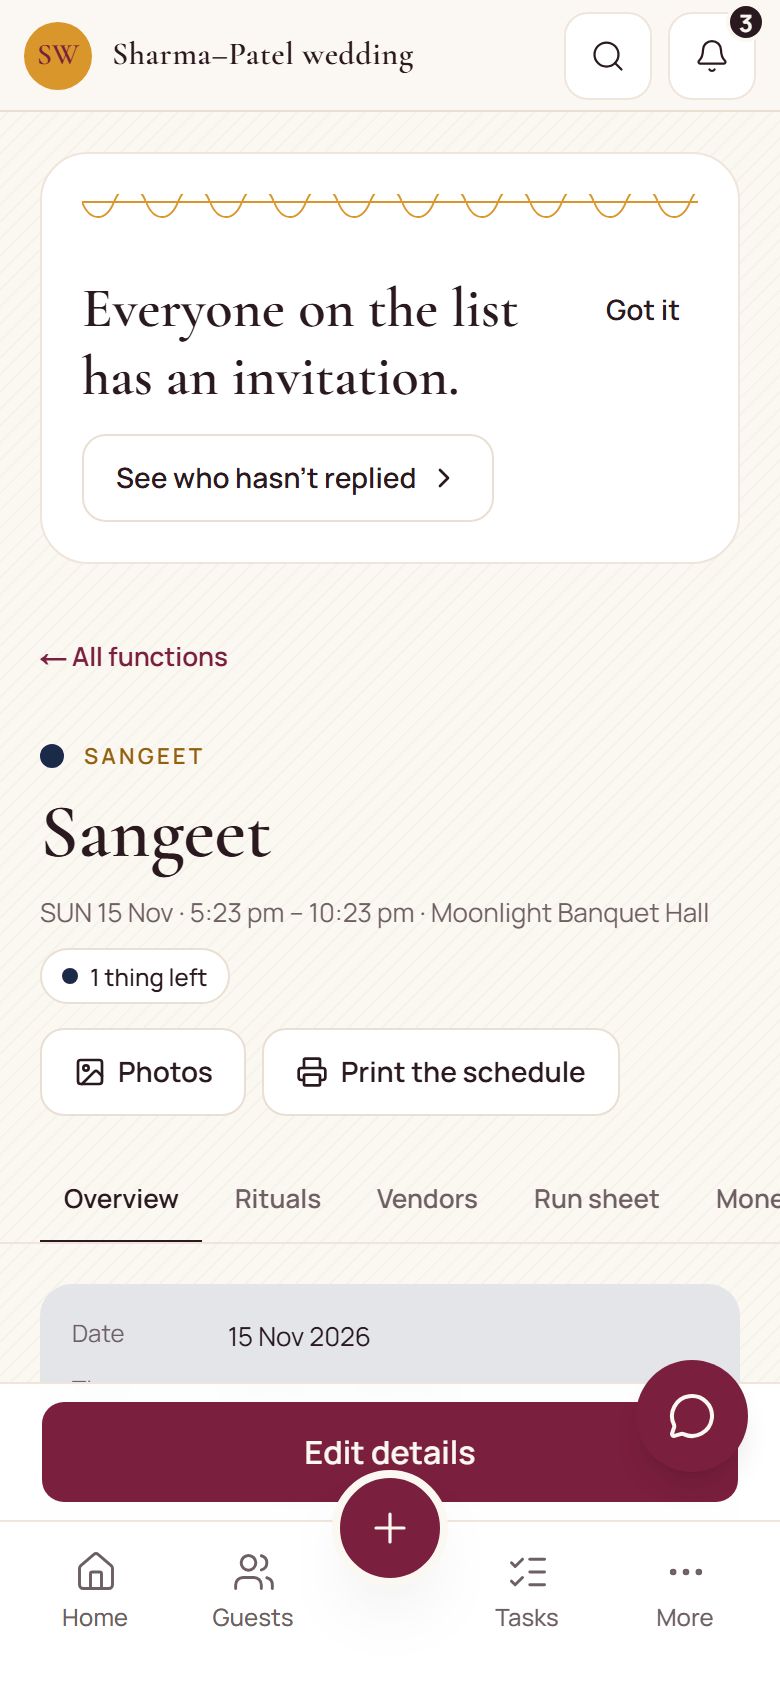 SW
Sharma–Patel wedding
3
Everyone on the list
has an invitation.
Got it
See who hasn't replied
← All functions
SANGEET
Sangeet
SUN 15 Nov · 5:23 pm – 10:23 pm · Moonlight Banquet Hall
1 thing left
Photos
Print the schedule
Overview
Rituals
Vendors
Run sheet
Mone
Date
15 Nov 2026
Edit details
Home
Guests
Tasks
More